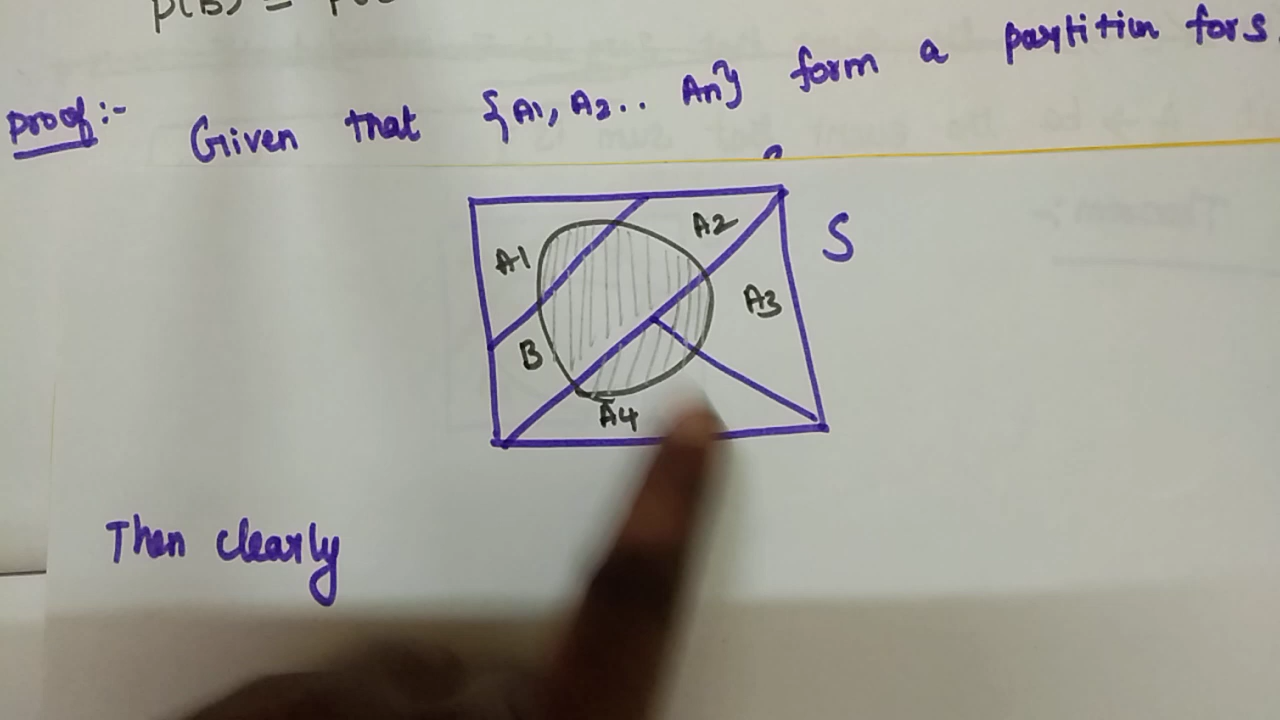 P(B) =
Proof:- Given that {A1, A2.. An} form a partition for S.
S
A1
A2
A3
B
A4
Then clearly